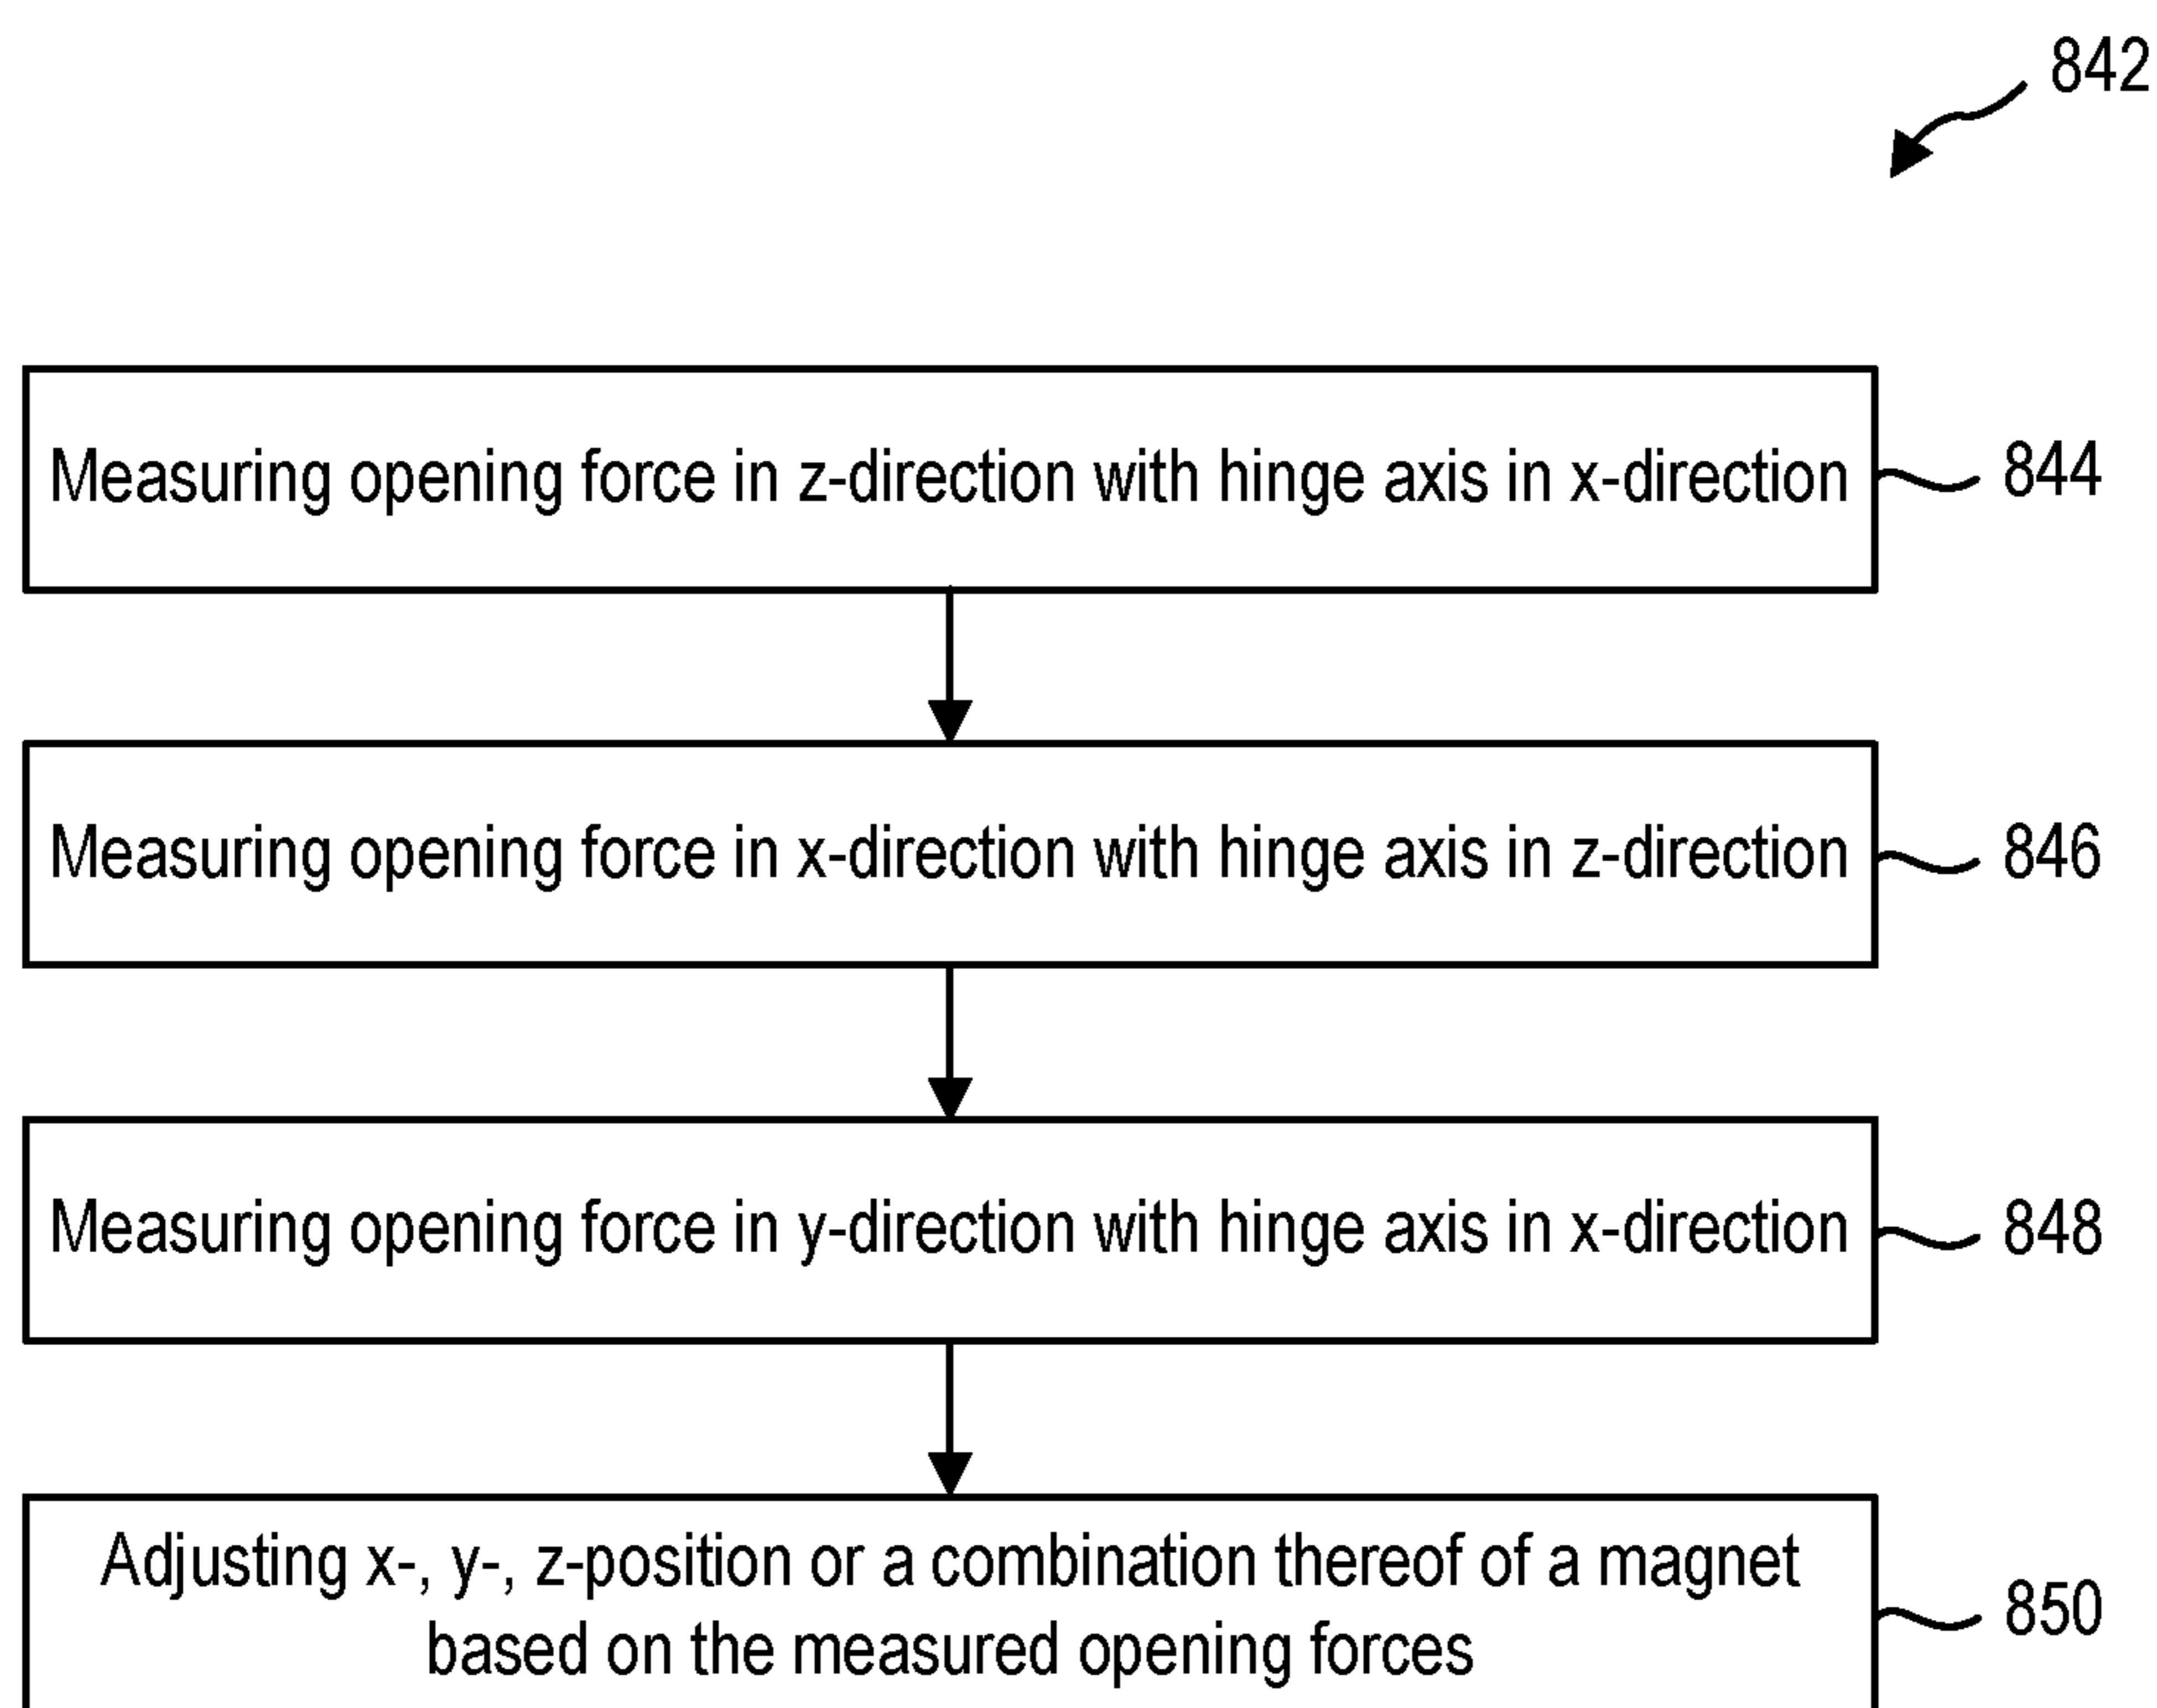 842
Measuring opening force in z-direction with hinge axis in x-direction
844
Measuring opening force in x-direction with hinge axis in z-direction
846
Measuring opening force in y-direction with hinge axis in x-direction
848
Adjusting x-, y-, z-position or a combination thereof of a magnet
based on the measured opening forces
850